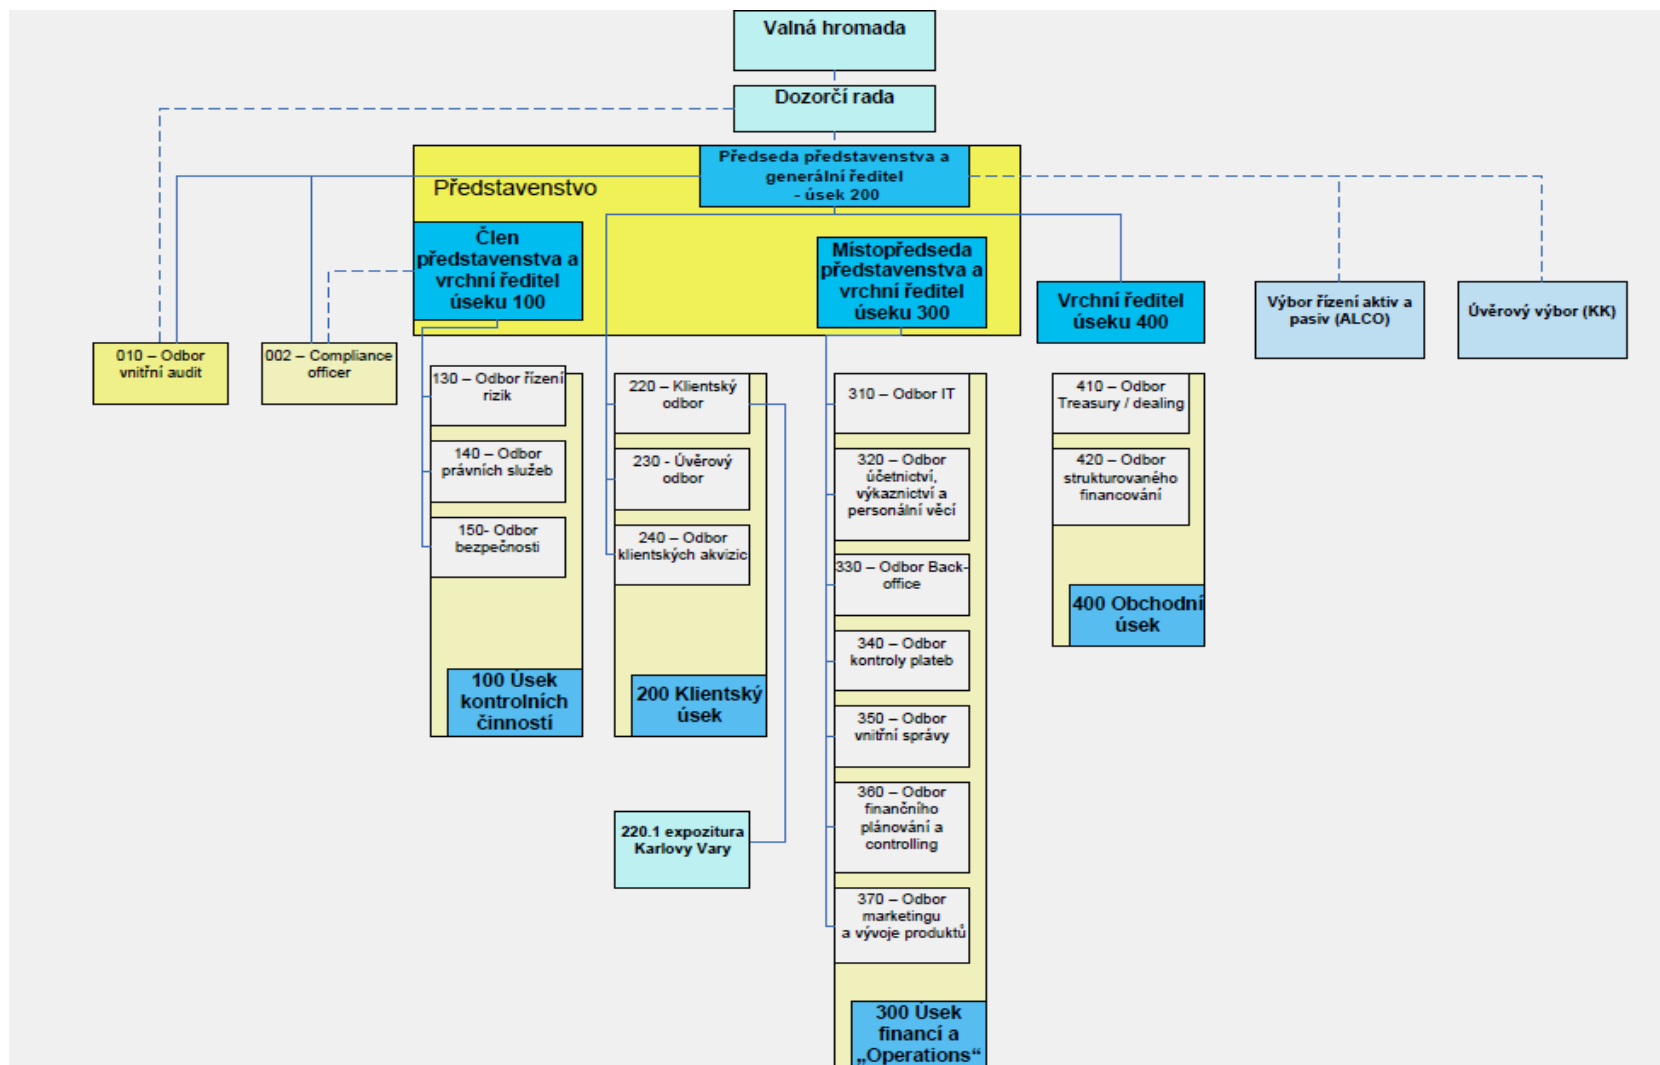 Valná hromada
Dozorčí rada
Předseda představenstva a
generální ředitel
- úsek 200
Představenstvo
Člen
představenstva a
vrchní ředitel
úseku 100
Místopředseda
představenstva a
vrchní ředitel
úseku 300
Vrchní ředitel
úseku 400
Výbor řízení aktiv a
pasiv (ALCO)
Úvěrový výbor (KK)
010 – Odbor
vnitřní audit
002 – Compliance
officer
130 – Odbor řízení
rizik
140 – Odbor
právních služeb
150- Odbor
bezpečnosti
100 Úsek
kontrolních
činností
220 – Klientský
odbor
230 - Úvěrový
odbor
240 – Odbor
klientských akvizic
200 Klientský
úsek
220.1 expozitura
Karlovy Vary
310 – Odbor IT
320 – Odbor
účetnictví,
výkaznictví a
personální věcí
330 – Odbor Back-
office
340 – Odbor
kontroly plateb
350 – Odbor
vnitřní správy
360 – Odbor
finančního
plánování a
controlling
370 – Odbor
marketingu
a vývoje produktů
300 Úsek
financí a
„Operations“
410 – Odbor
Treasury / dealing
420 – Odbor
strukturovaného
financování
400 Obchodní
úsek